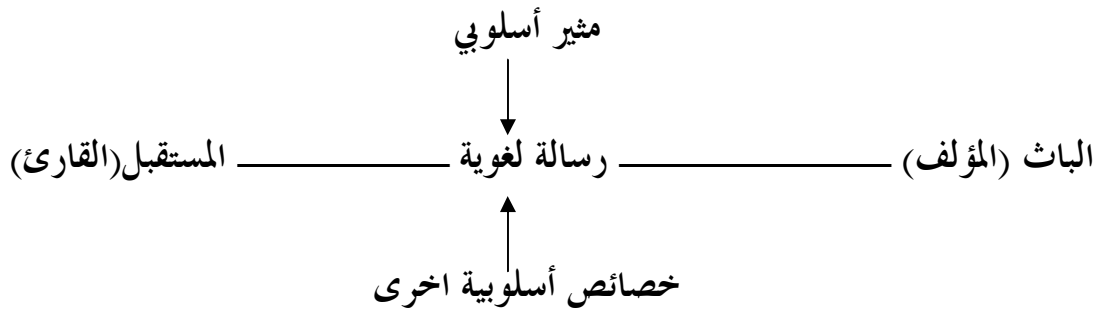 مثير أسلوبي
الباث (المؤلف) رسالة لغوية المستقبل(القارئ)
خصائص أسلوبية اخرى